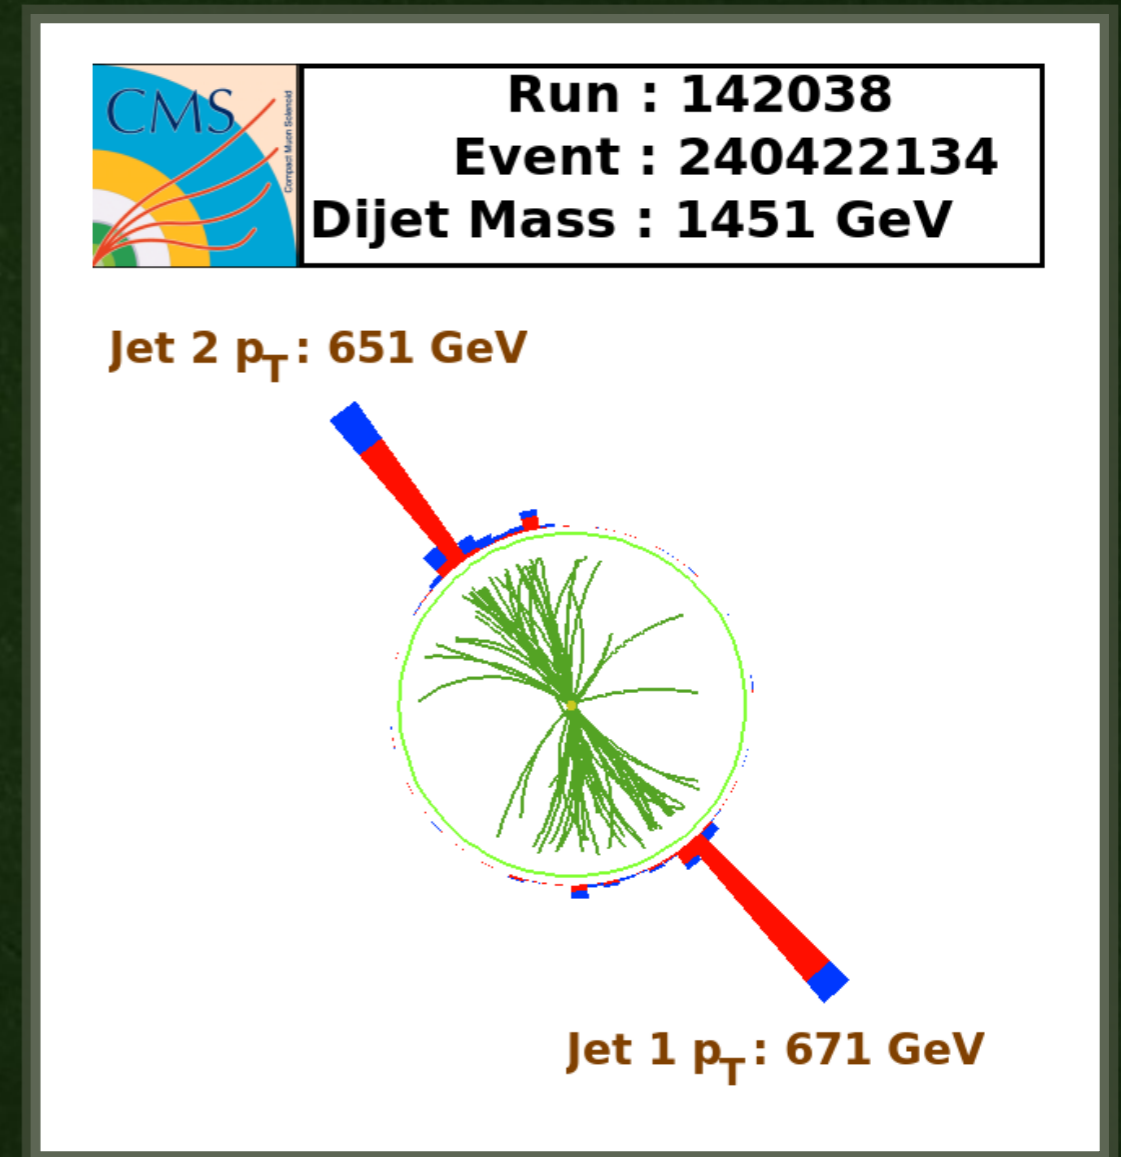 CMS
Compact Muon Solenoid
Run : 142038
Event : 240422134
Dijet Mass : 1451 GeV
Jet 2 pT : 651 GeV
Jet 1 pT : 671 GeV